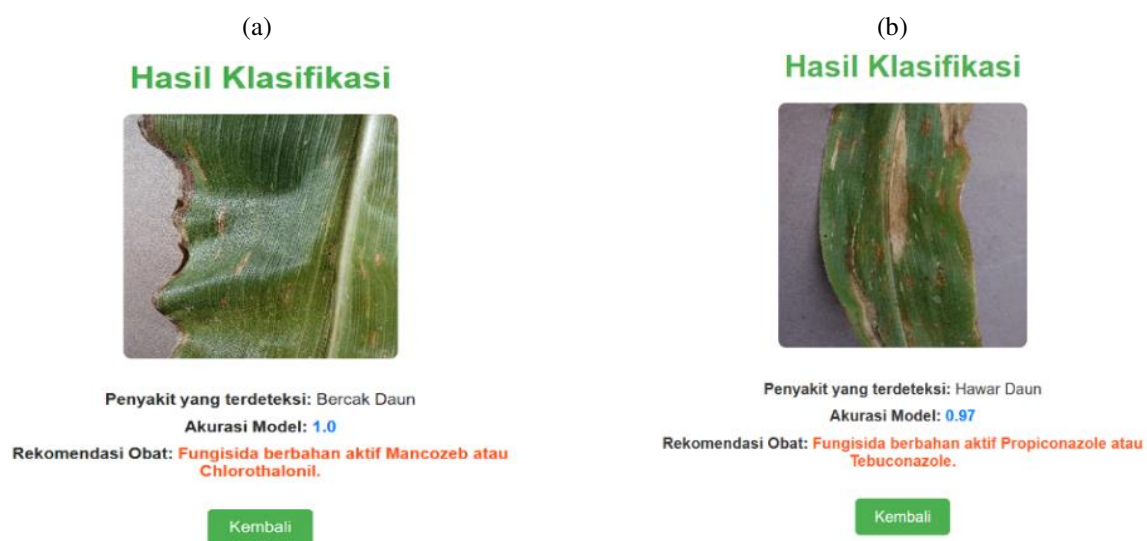 (a)
Hasil Klasifikasi
Penyakit yang terdeteksi: Bercak Daun
Akurasi Model: 1.0
Rekomendasi Obat: Fungisida berbahan aktif Mancozeb atau
Chlorothalonil.
Kembali
(b)
Hasil Klasifikasi
Penyakit yang terdeteksi: Hawar Daun
Akurasi Model: 0.97
Rekomendasi Obat: Fungisida berbahan aktif Propiconazole atau
Tebuconazole.
Kembali